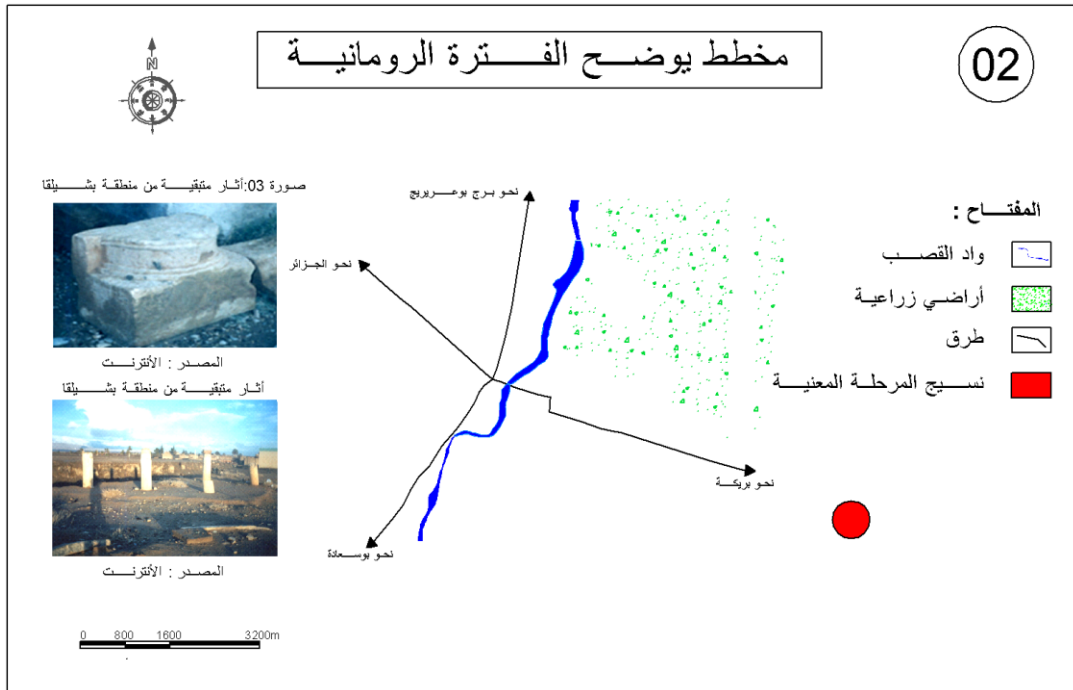 02
مخطط يوضح الفترة الرومانية
N
صورة 03:أثار متبقية من منطقة بشيلقا
المصدر : الأنترنت
أثار متبقية من منطقة بشيلقا
المصدر : الأنترنت
نحو برج بوعريريج
نحو الجزائر
نحو بريكة
نحو بوسعادة
المفتاح :
واد القصب
أراضي زراعية
طرق
نسيج المرحلة المعنية
0 800 1600 3200m